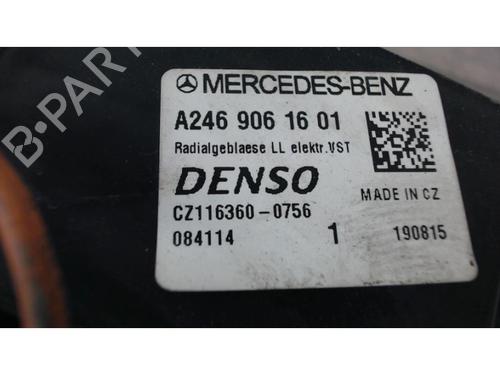 MERCEDES-BENZ
A246 906 16 01
Radialgeblaese LL elektr.VST
DENSO
MADE IN CZ
CZ116360-0756
084114 1 190815
B-PARTS